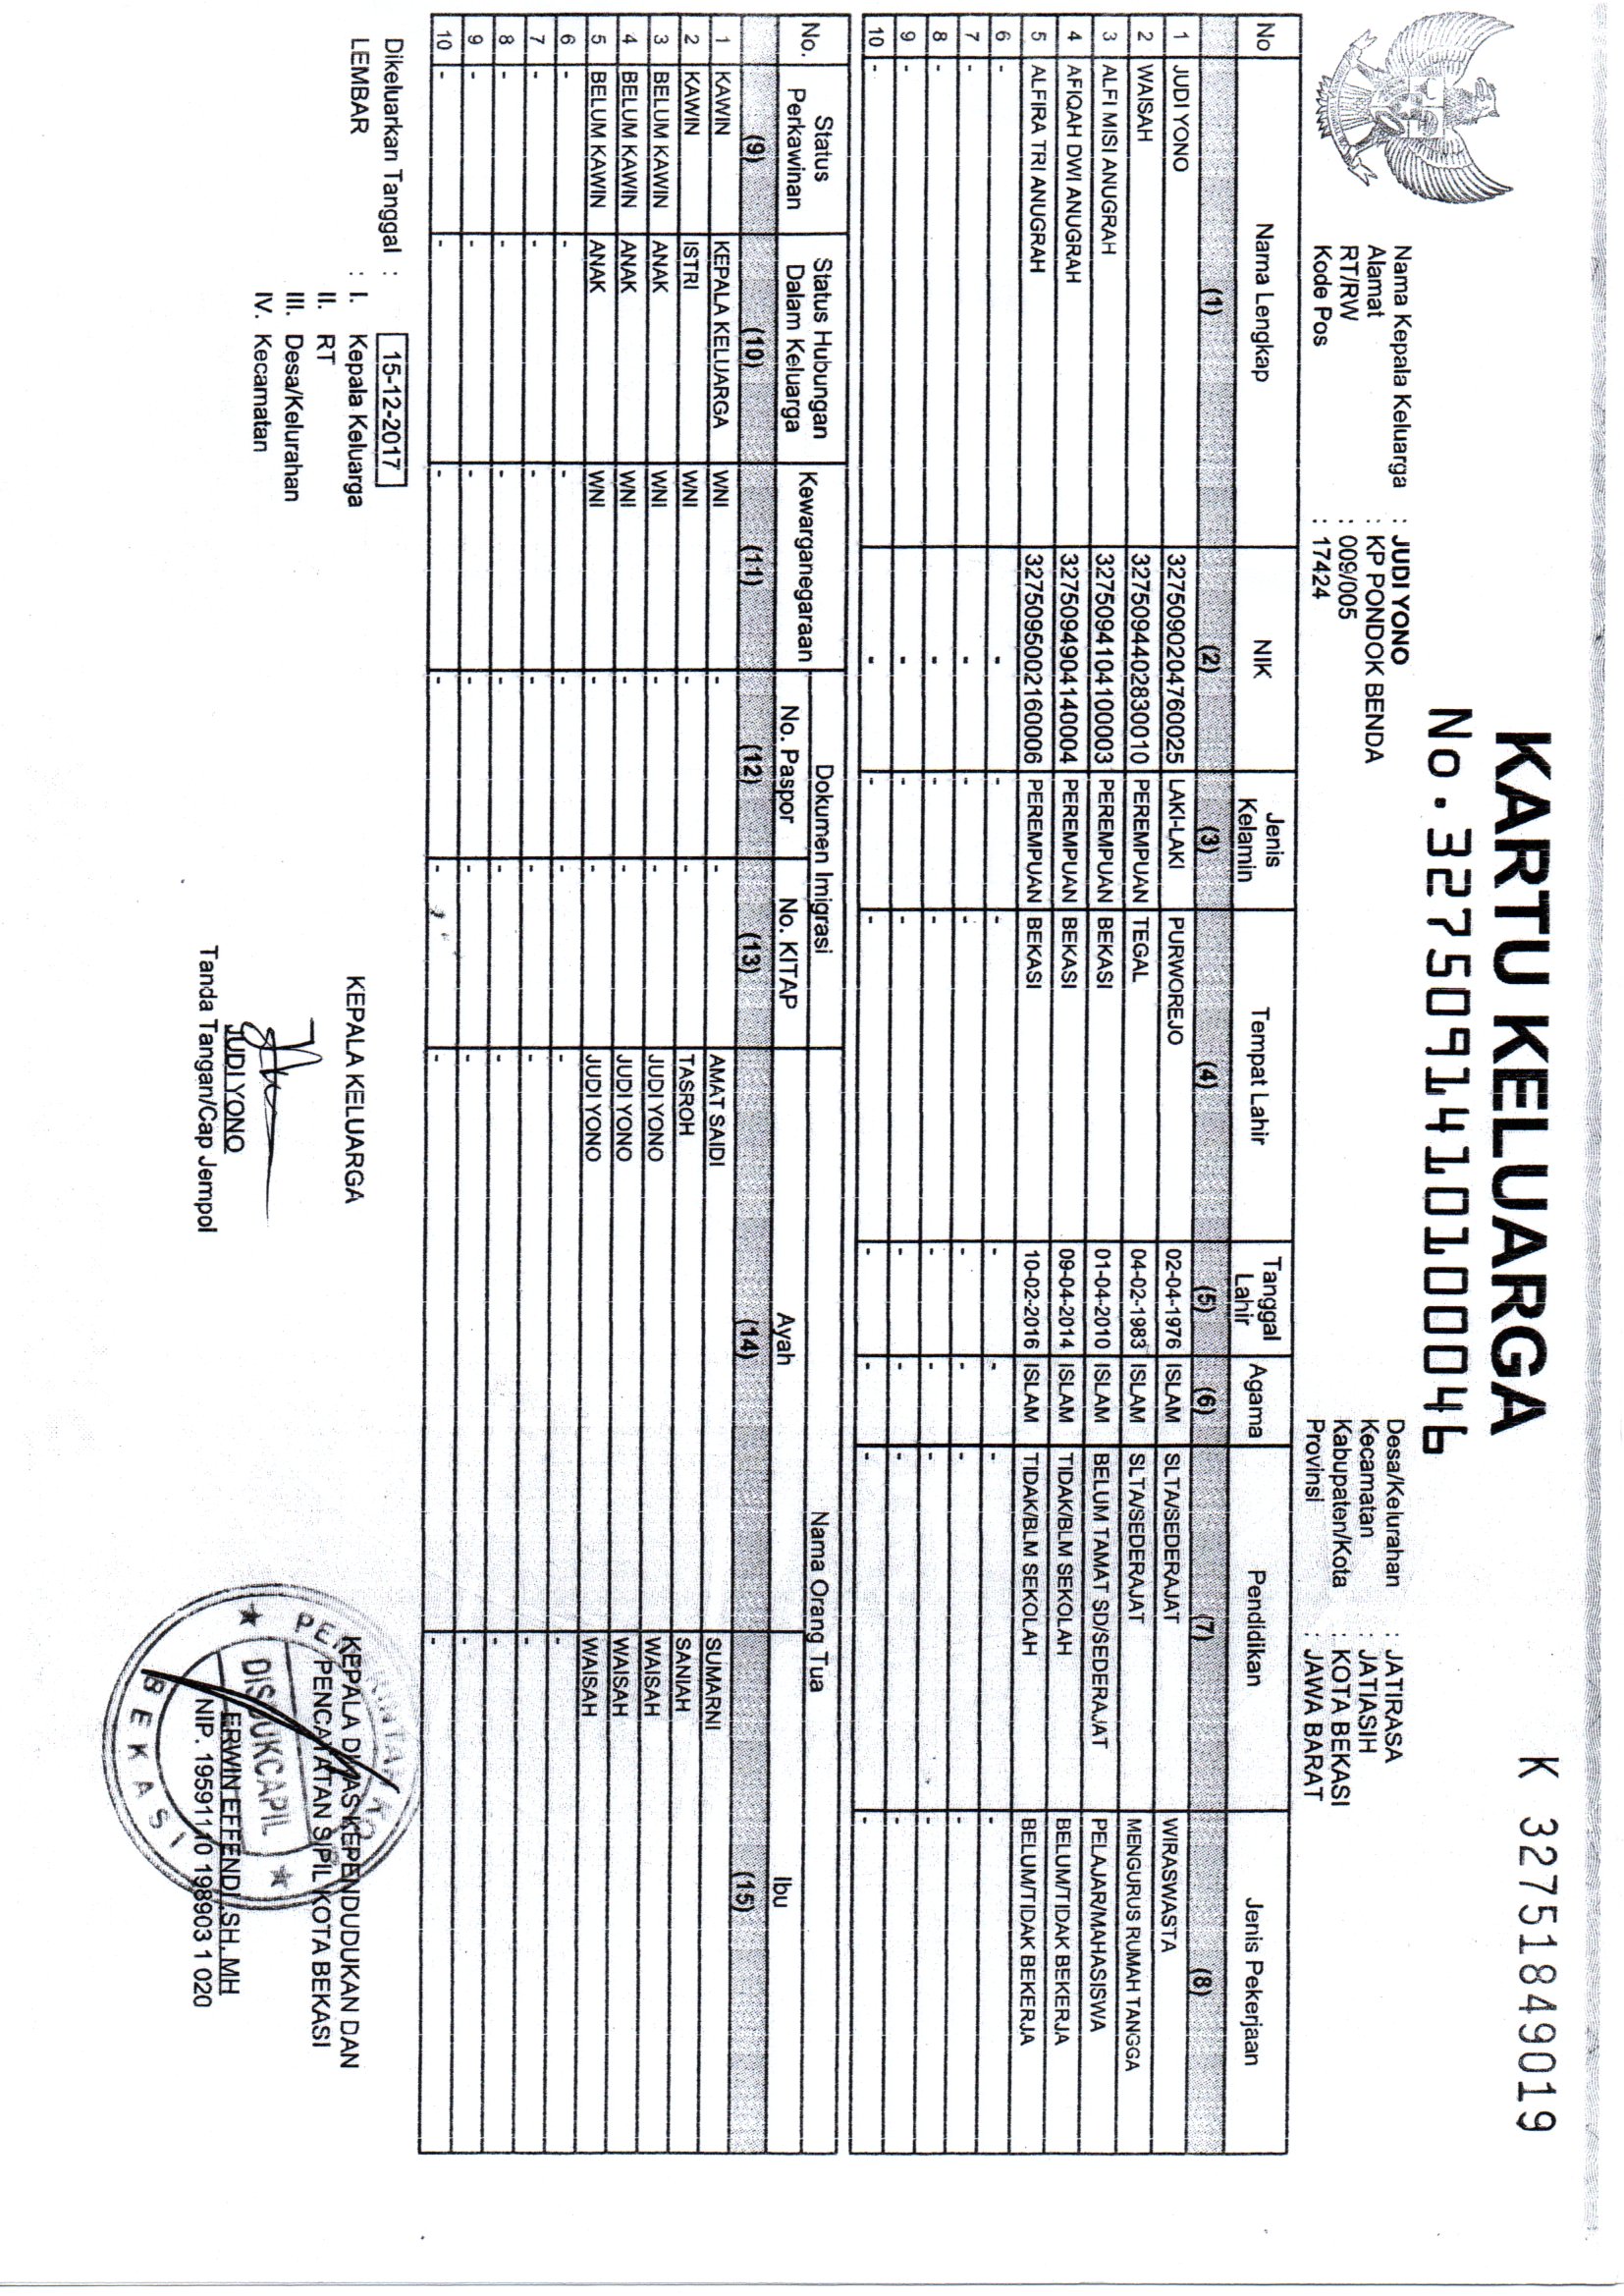 K 32751849019
KARTU KELUARGA
No. 3275091410100046
Nama Kepala Keluarga : JUDI YONO
Alamat : KP PONDOK BENDA
RT/RW : 009/005
Kode Pos : 17424
Desa/Kelurahan : JATIRASA
Kecamatan : JATIASIH
Kabupaten/Kota : KOTA BEKASI
Provinsi : JAWA BARAT
No Nama Lengkap NIK Jenis Kelamin Tempat Lahir Tanggal Lahir Agama Pendidikan Jenis Pekerjaan
(1) (2) (3) (4) (5) (6) (7) (8)
1 JUDI YONO 3275090204760025 LAKI-LAKI PURWOREJO 02-04-1976 ISLAM SLTA/SEDERAJAT WIRASWASTA
2 WAISAH 3275094402830010 PEREMPUAN TEGAL 04-02-1983 ISLAM SLTA/SEDERAJAT MENGURUS RUMAH TANGGA
3 ALFI MISI ANUGRAH 3275094104100003 PEREMPUAN BEKASI 01-04-2010 ISLAM BELUM TAMAT SD/SEDERAJAT PELAJAR/MAHASISWA
4 AFIQAH DWI ANUGRAH 3275094904140004 PEREMPUAN BEKASI 09-04-2014 ISLAM TIDAK/BLM SEKOLAH BELUM/TIDAK BEKERJA
5 ALFIRA TRI ANUGRAH 3275095002160006 PEREMPUAN BEKASI 10-02-2016 ISLAM TIDAK/BLM SEKOLAH BELUM/TIDAK BEKERJA
6 - - - - - - - -
7 - - - - - - - -
8 - - - - - - - -
9 - - - - - - - -
10 - - - - - - - -
No. Status Perkawinan Status Hubungan Dalam Keluarga Kewarganegaraan Dokumen Imigrasi Nama Orang Tua
No. Paspor No. KITAP Ayah Ibu
(9) (10) (11) (12) (13) (14) (15)
1 KAWIN KEPALA KELUARGA WNI - - AMAT SAIDI SUMARNI
2 KAWIN ISTRI WNI - - TASROH SANIAH
3 BELUM KAWIN ANAK WNI - - JUDI YONO WAISAH
4 BELUM KAWIN ANAK WNI - - JUDI YONO WAISAH
5 BELUM KAWIN ANAK WNI - - JUDI YONO WAISAH
6 - - - - - - -
7 - - - - - - -
8 - - - - - - -
9 - - - - - - -
10 - - - - - - -
Dikeluarkan Tanggal : 15-12-2017
LEMBAR : I. Kepala Keluarga
II. RT
III. Desa/Kelurahan
IV. Kecamatan
KEPALA KELUARGA
JUDI YONO
Tanda Tangan/Cap Jempol
KEPALA DINAS KEPENDUDUKAN DAN
PENCATATAN SIPIL KOTA BEKASI
DISDUKCAPIL
BEKASI
ERWIN EFFENDI.SH.MH
NIP. 19591110 198903 1 020